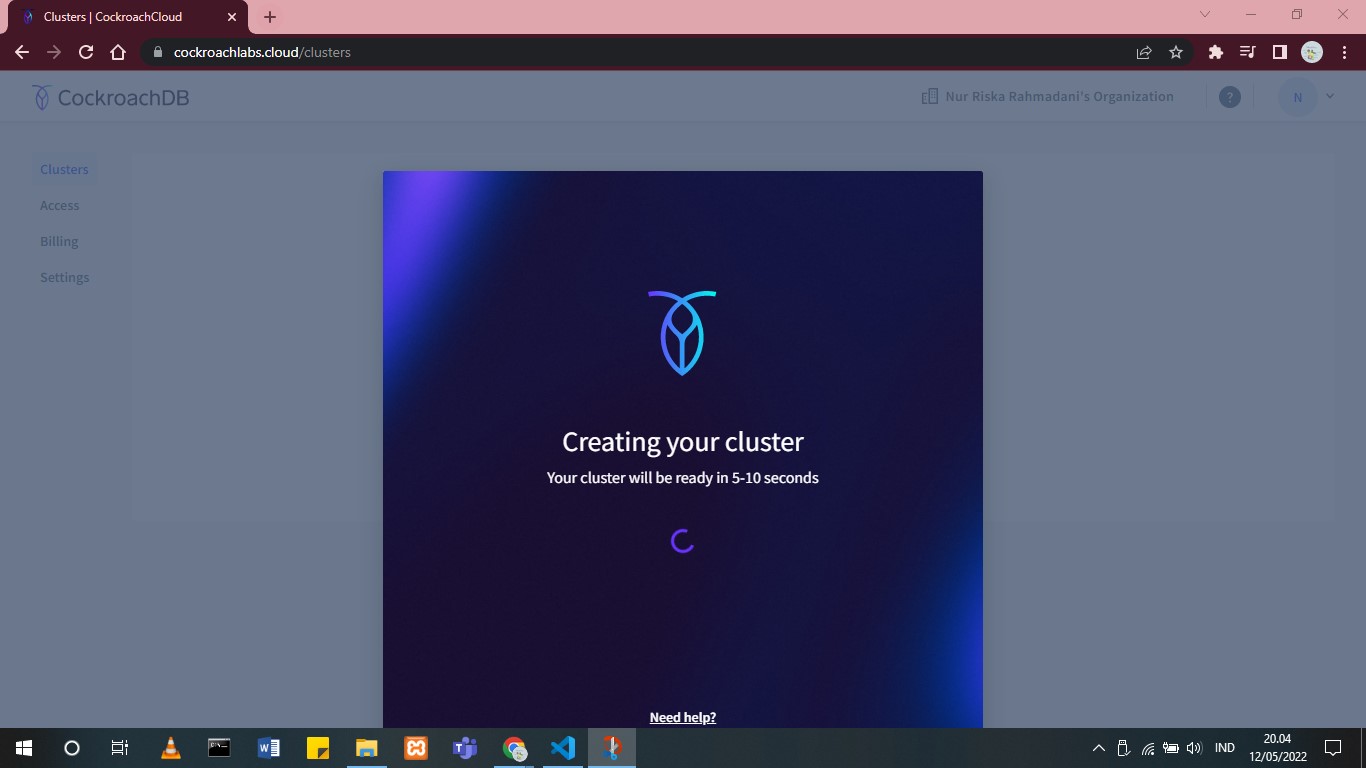 Clusters | CockroachCloud
cockroachlabs.cloud/clusters
CockroachDB
Nur Riska Rahmadani's Organization
?
N
Clusters
Access
Billing
Settings
Creating your cluster
Your cluster will be ready in 5-10 seconds
Need help?
IND
20.04
12/05/2022